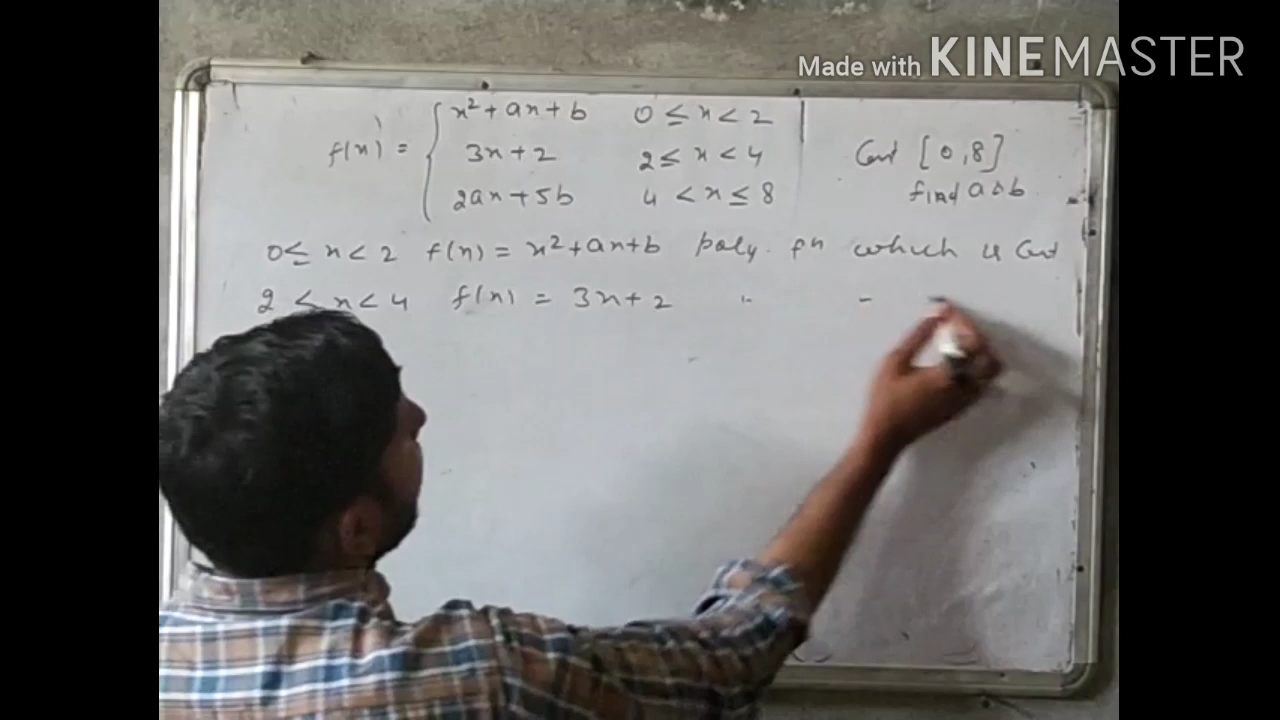 Made with KINEMASTER
f(x) = { x² + ax + b 0 ≤ x < 2
3x + 2 2 ≤ x < 4
2ax + 5b 4 < x ≤ 8
Cont [0,8]
find a & b
0 ≤ x < 2 f(x) = x² + ax + b poly. fn which is Cont
2 < x < 4 f(x) = 3x + 2 " -